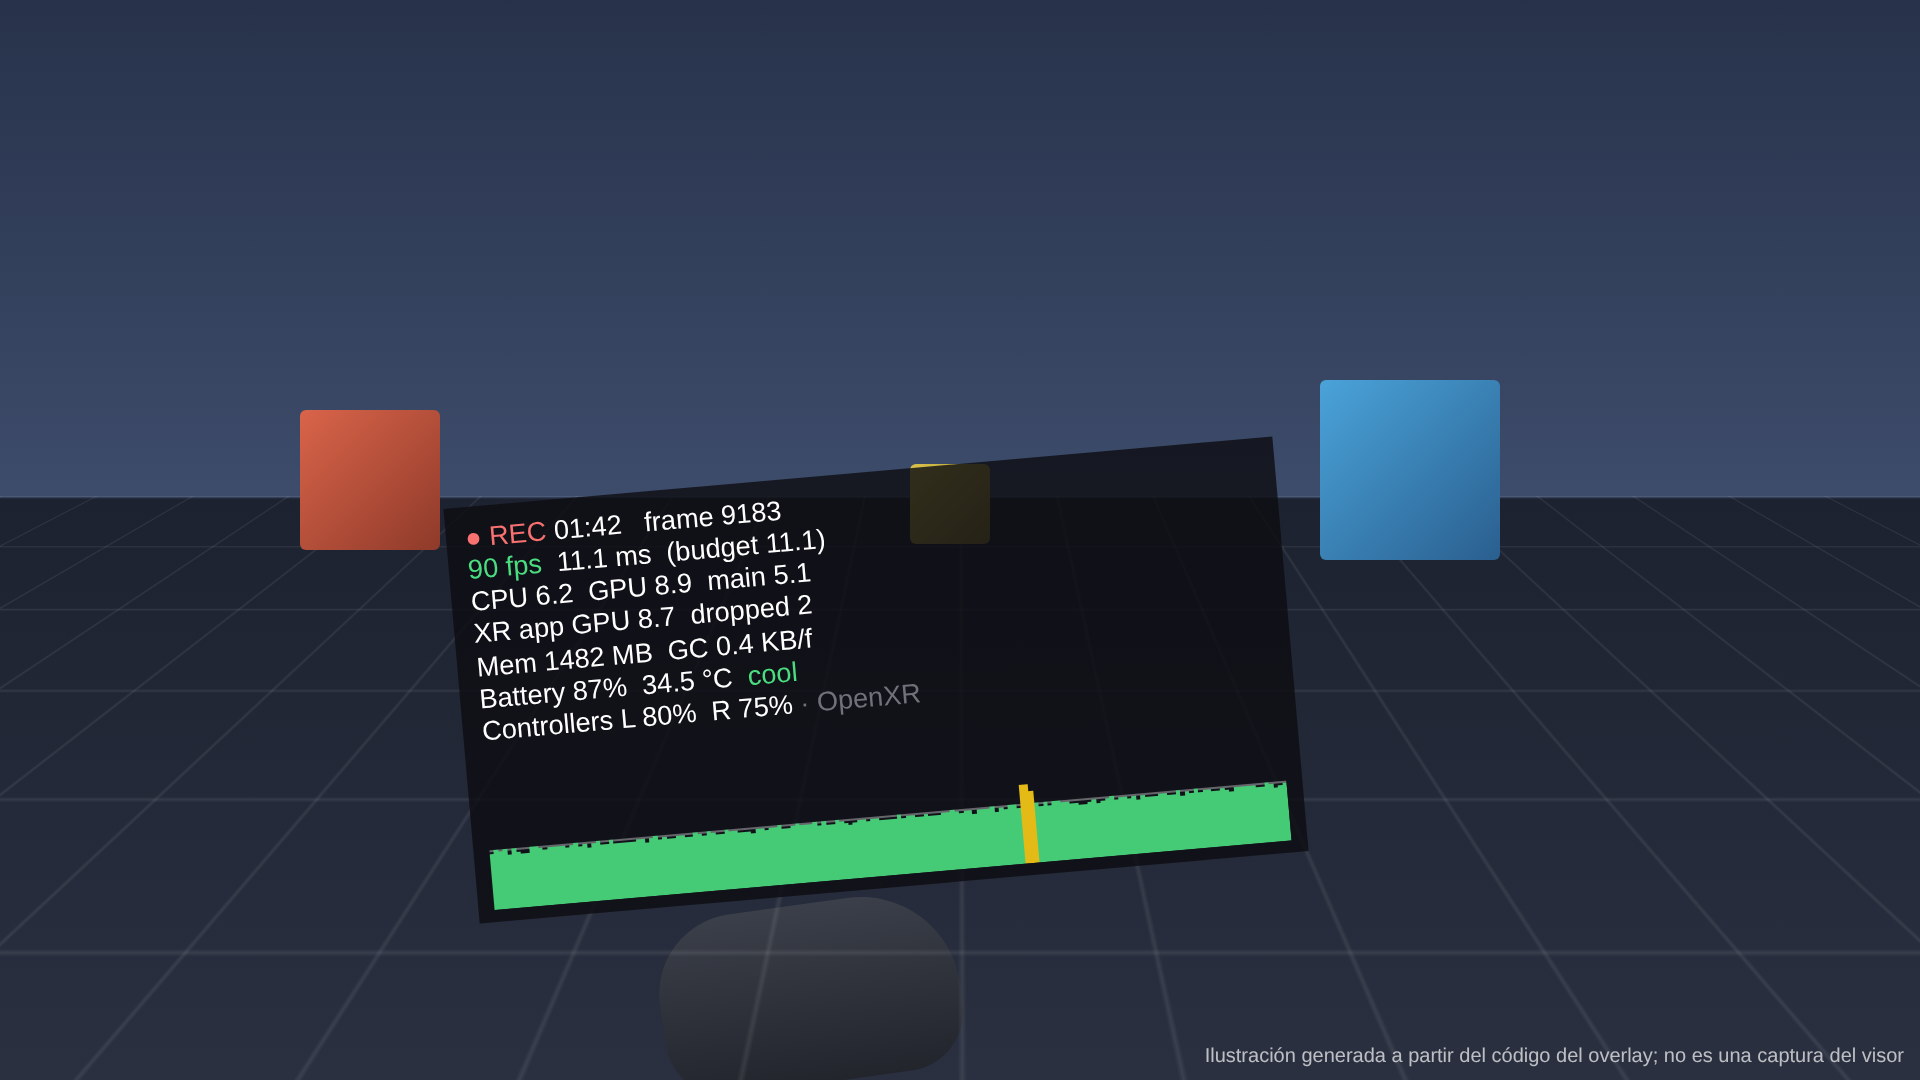 ● REC 01:42 frame 9183
90 fps 11.1 ms (budget 11.1)
CPU 6.2 GPU 8.9 main 5.1
XR app GPU 8.7 dropped 2
Mem 1482 MB GC 0.4 KB/f
Battery 87% 34.5 °C cool
Controllers L 80% R 75% · OpenXR
Ilustración generada a partir del código del overlay; no es una captura del visor